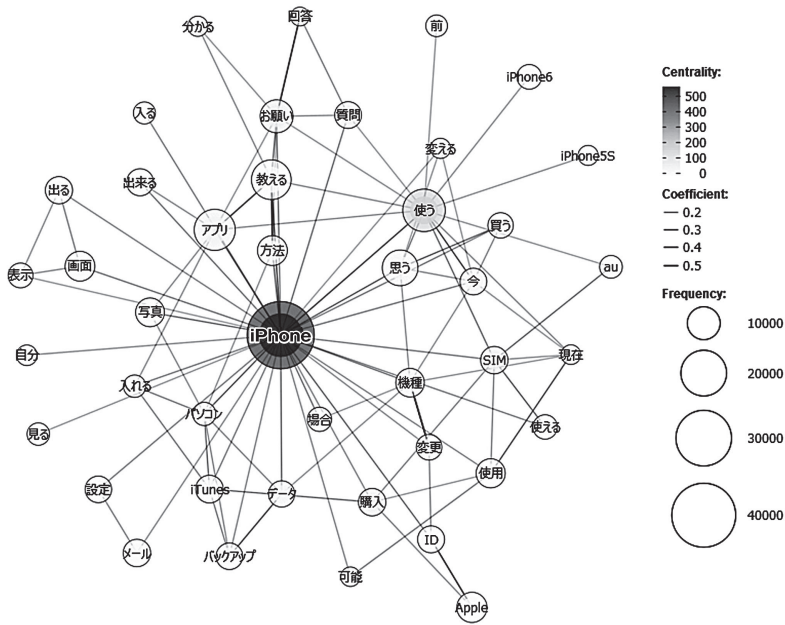 分かる
回答
前
iPhone6
入る
お願い
質問
変える
iPhone5S
出来る
教える
出る
アプリ
使う
買う
方法
画面
思う
au
表示
今
写真
iPhone
自分
SIM
現在
入れる
機種
パソコン
場合
使える
見る
変更
設定
iTunes
データ
購入
使用
メール
バックアップ
ID
可能
Apple
Centrality:
500
400
300
200
100
0
Coefficient:
0.2
0.3
0.4
0.5
Frequency:
10000
20000
30000
40000